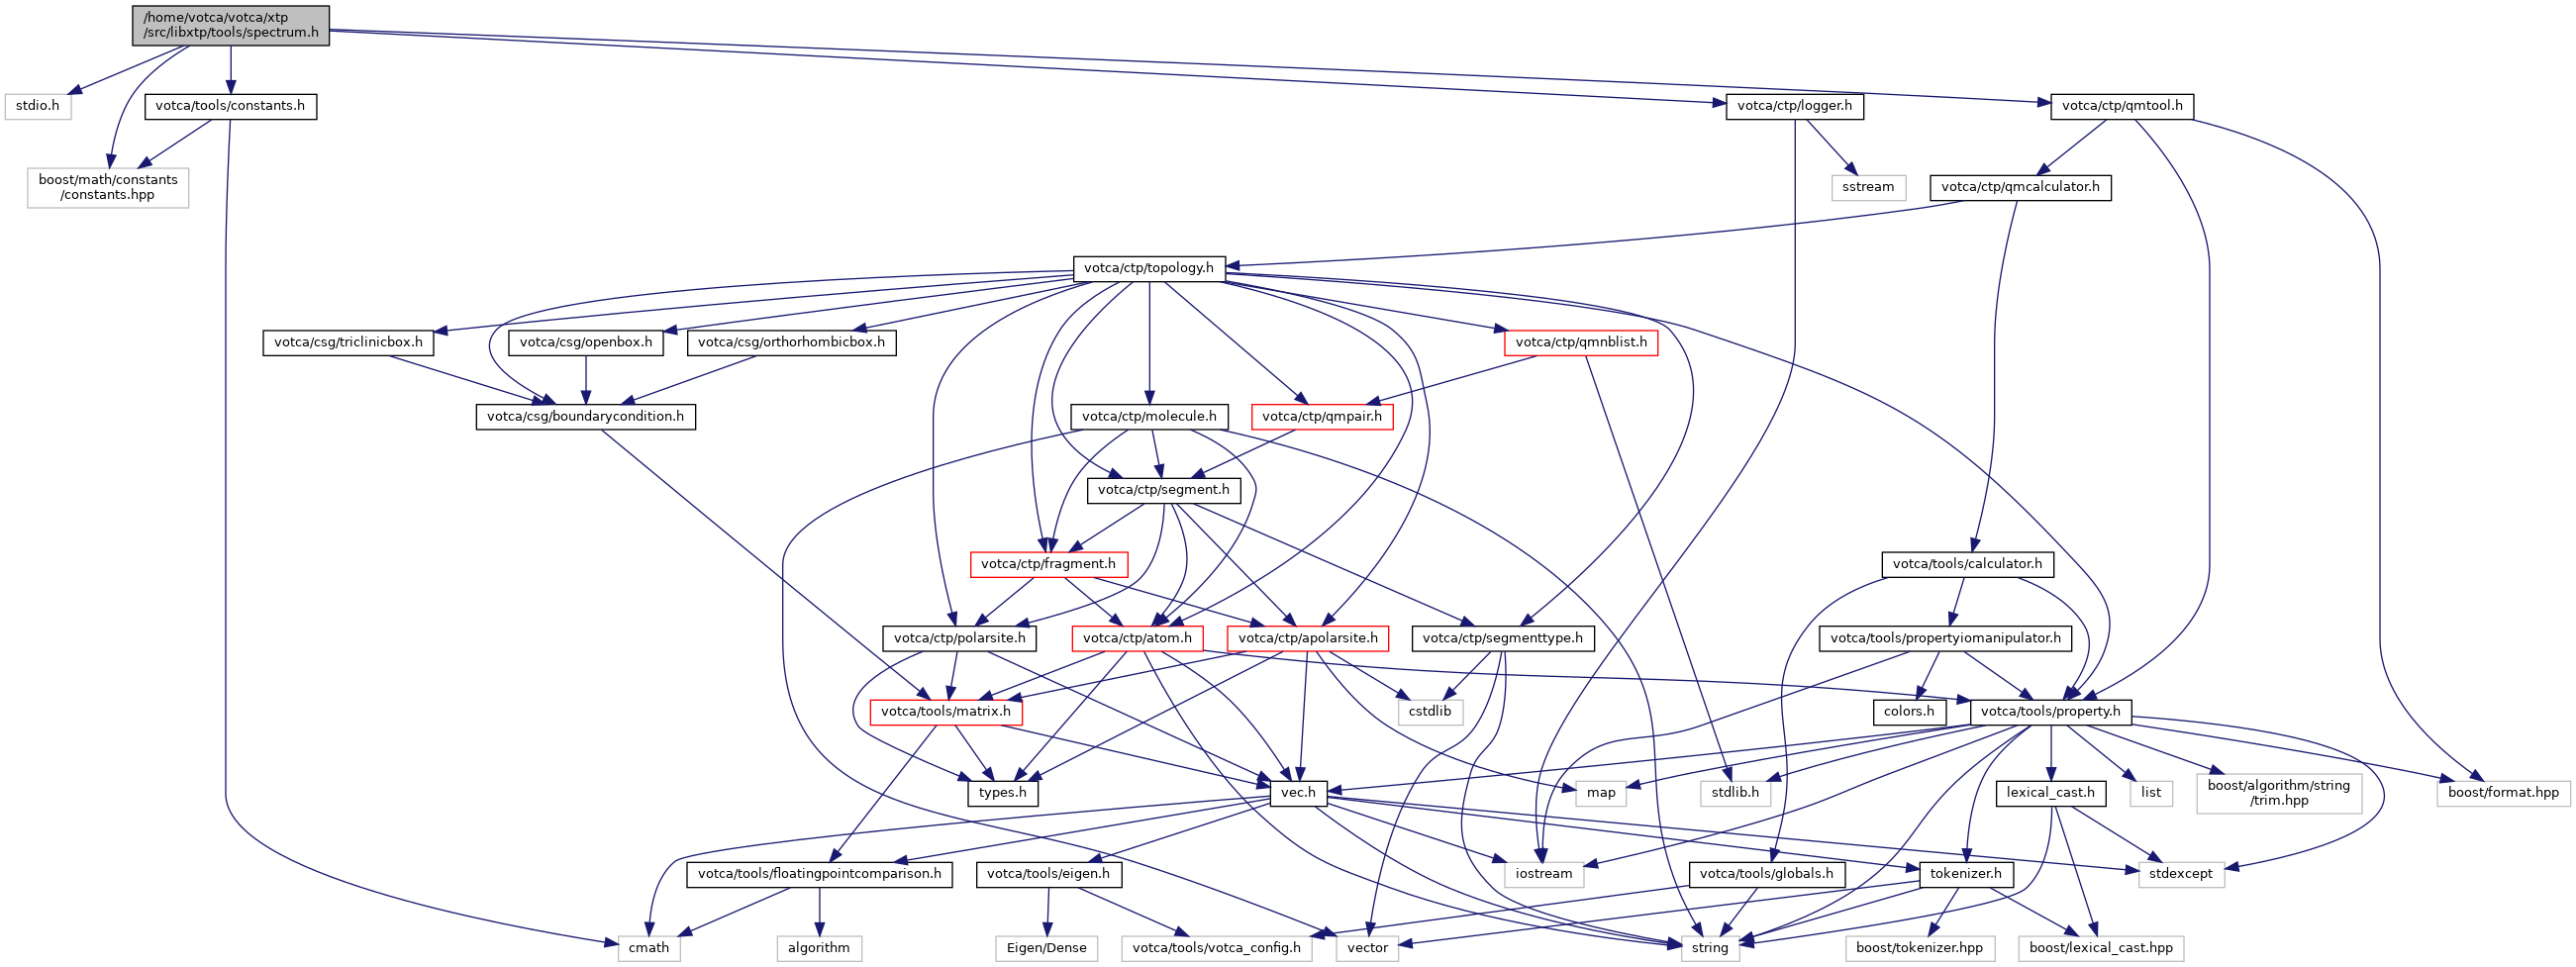 /home/votca/votca/xtp
/src/libxtp/tools/spectrum.h
stdio.h
votca/tools/constants.h
votca/ctp/logger.h
votca/ctp/qmtool.h
boost/math/constants
/constants.hpp
sstream
votca/ctp/qmcalculator.h
votca/ctp/topology.h
votca/csg/triclinicbox.h
votca/csg/openbox.h
votca/csg/orthorhombicbox.h
votca/ctp/qmnblist.h
votca/csg/boundarycondition.h
votca/ctp/molecule.h
votca/ctp/qmpair.h
votca/ctp/segment.h
votca/ctp/fragment.h
votca/tools/calculator.h
votca/ctp/polarsite.h
votca/ctp/atom.h
votca/ctp/apolarsite.h
votca/ctp/segmenttype.h
votca/tools/propertyiomanipulator.h
votca/tools/matrix.h
cstdlib
colors.h
votca/tools/property.h
types.h
vec.h
map
stdlib.h
lexical_cast.h
list
boost/algorithm/string
/trim.hpp
boost/format.hpp
votca/tools/floatingpointcomparison.h
votca/tools/eigen.h
iostream
votca/tools/globals.h
tokenizer.h
stdexcept
cmath
algorithm
Eigen/Dense
votca/tools/votca_config.h
vector
string
boost/tokenizer.hpp
boost/lexical_cast.hpp